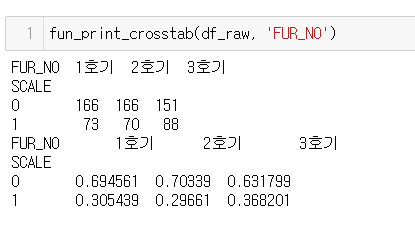 1 fun_print_crosstab(df_raw, 'FUR_NO')
FUR_NO 1호기 2호기 3호기
SCALE
0 166 166 151
1 73 70 88
FUR_NO 1호기 2호기 3호기
SCALE
0 0.694561 0.70339 0.631799
1 0.305439 0.29661 0.368201